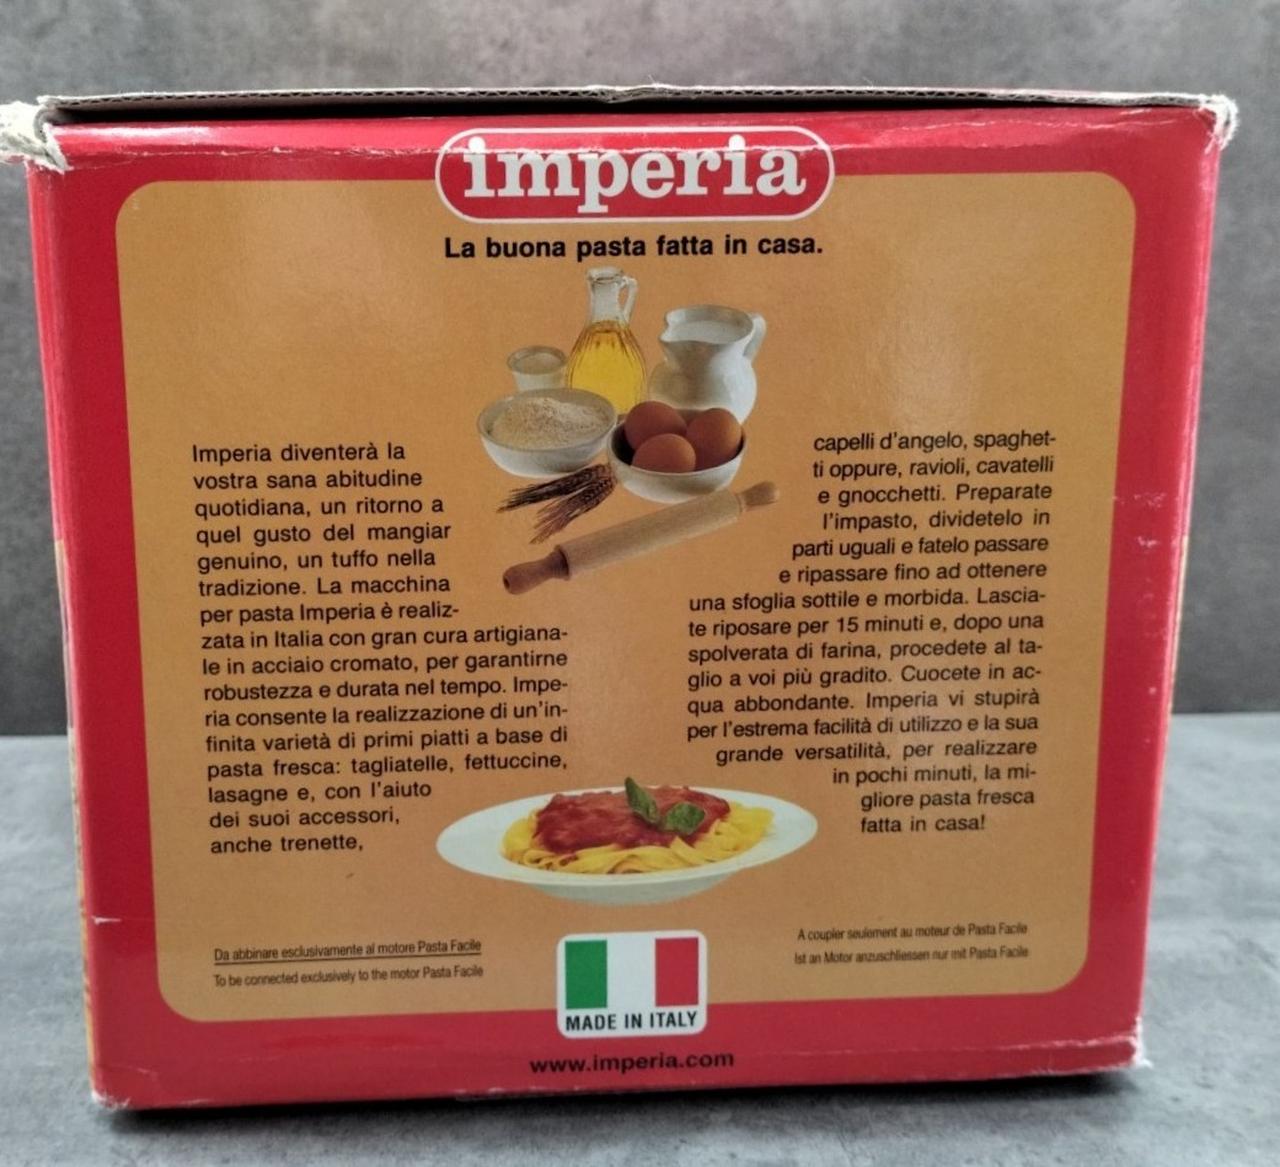 imperia
La buona pasta fatta in casa.
Imperia diventerà la
vostra sana abitudine
quotidiana, un ritorno a
quel gusto del mangiar
genuino, un tuffo nella
tradizione. La macchina
per pasta Imperia è realiz-
zata in Italia con gran cura artigiana-
le in acciaio cromato, per garantirne
robustezza e durata nel tempo. Impe-
ria consente la realizzazione di un'in-
finita varietà di primi piatti a base di
pasta fresca: tagliatelle, fettuccine,
lasagne e, con l'aiuto
dei suoi accessori,
anche trenette,
capelli d'angelo, spaghet-
ti oppure, ravioli, cavatelli
e gnocchetti. Preparate
l'impasto, dividetelo in
parti uguali e fatelo passare
e ripassare fino ad ottenere
una sfoglia sottile e morbida. Lascia-
te riposare per 15 minuti e, dopo una
spolverata di farina, procedete al ta-
glio a voi più gradito. Cuocete in ac-
qua abbondante. Imperia vi stupirà
per l'estrema facilità di utilizzo e la sua
grande versatilità, per realizzare
in pochi minuti, la mi-
gliore pasta fresca
fatta in casa!
Da abbinare esclusivamente al motore Pasta Facile
To be connected exclusively to the motor Pasta Facile
A coupler seulement au moteur de Pasta Facile
Ist an Motor anzuschliessen nur mit Pasta Facile
MADE IN ITALY
www.imperia.com